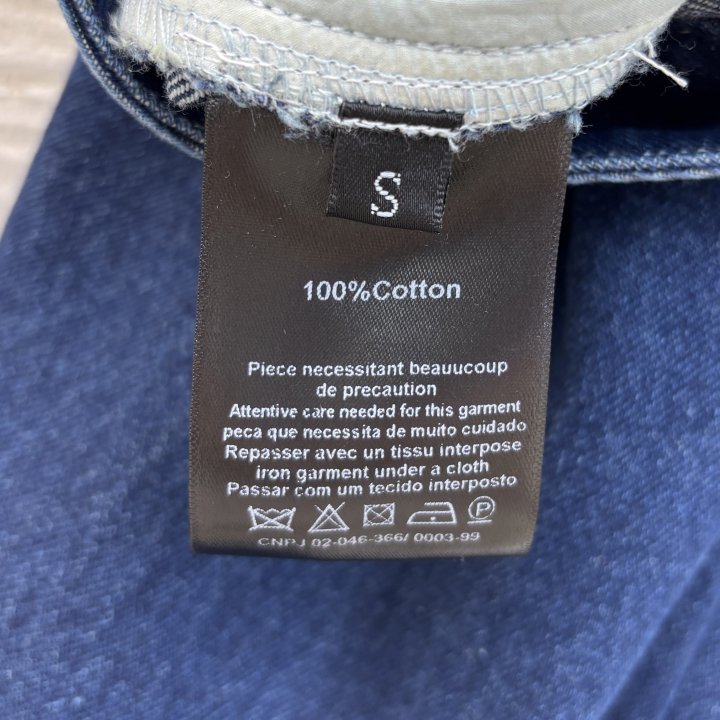 S
100%Cotton
Piece necessitant beauucoup
de precaution
Attentive care needed for this garment
peca que necessita de muito cuidado
Repasser avec un tissu interpose
iron garment under a cloth
Passar com um tecido interposto
P
CNPJ 02-046-366/ 0003-99